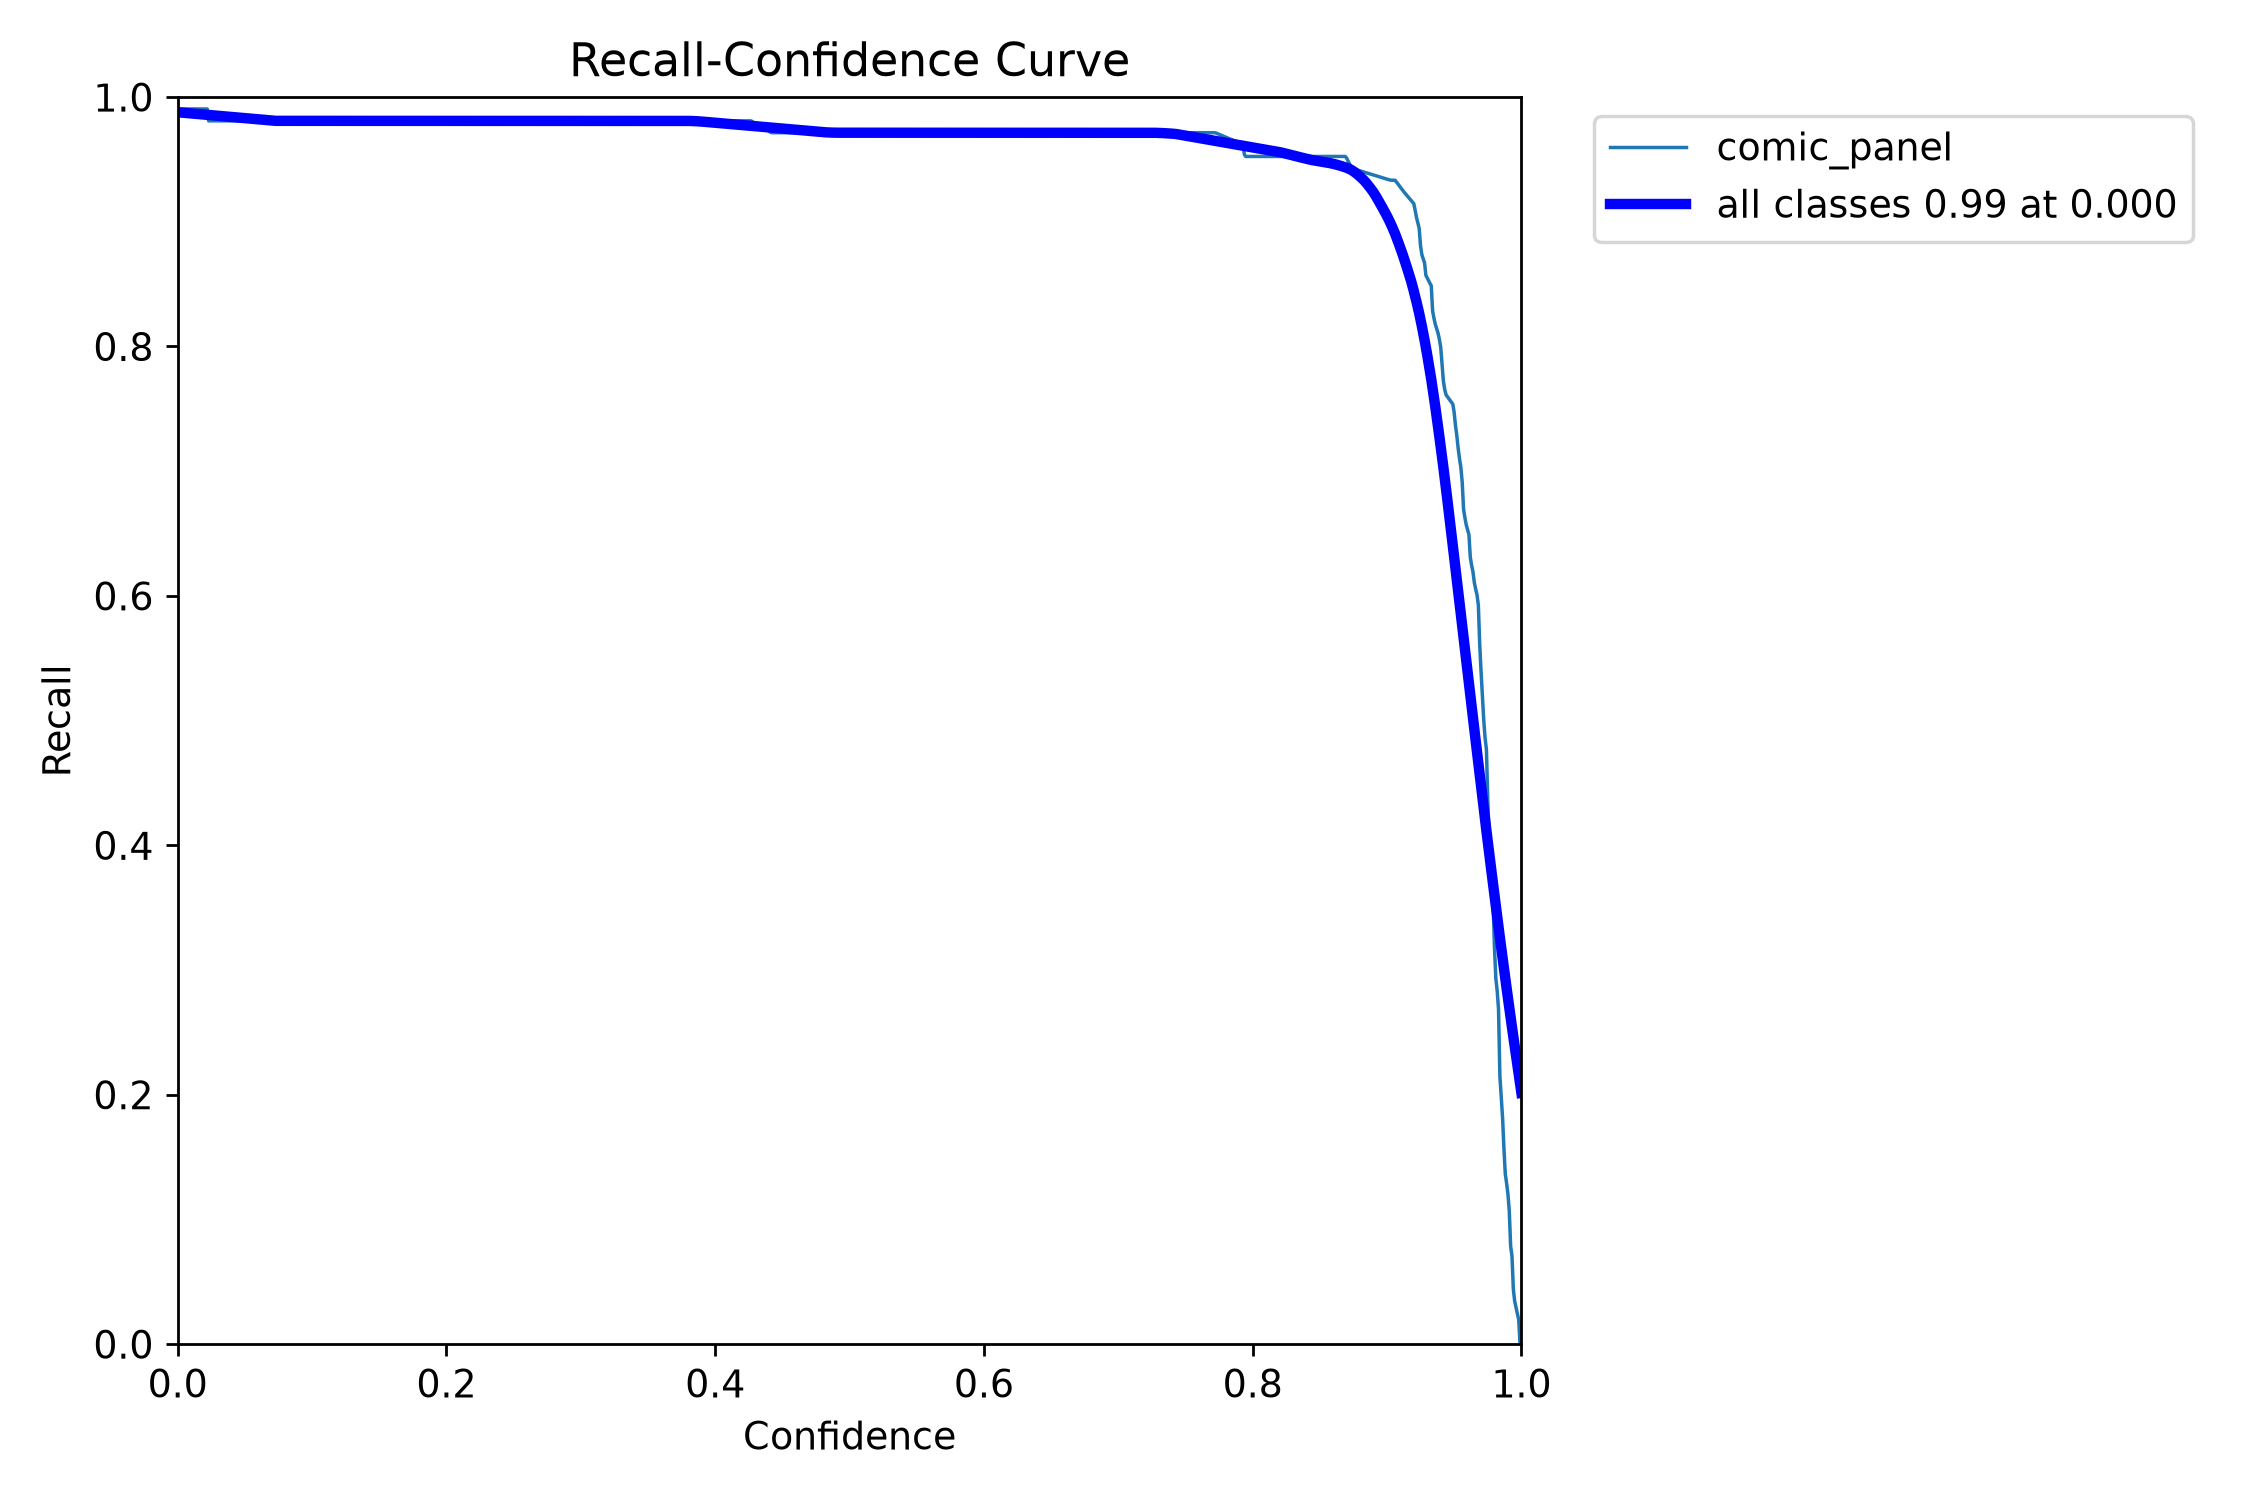 Recall-Confidence Curve
1.0
0.8
0.6
0.4
0.2
0.0
Recall
0.0 0.2 0.4 0.6 0.8 1.0
Confidence
comic_panel
all classes 0.99 at 0.000